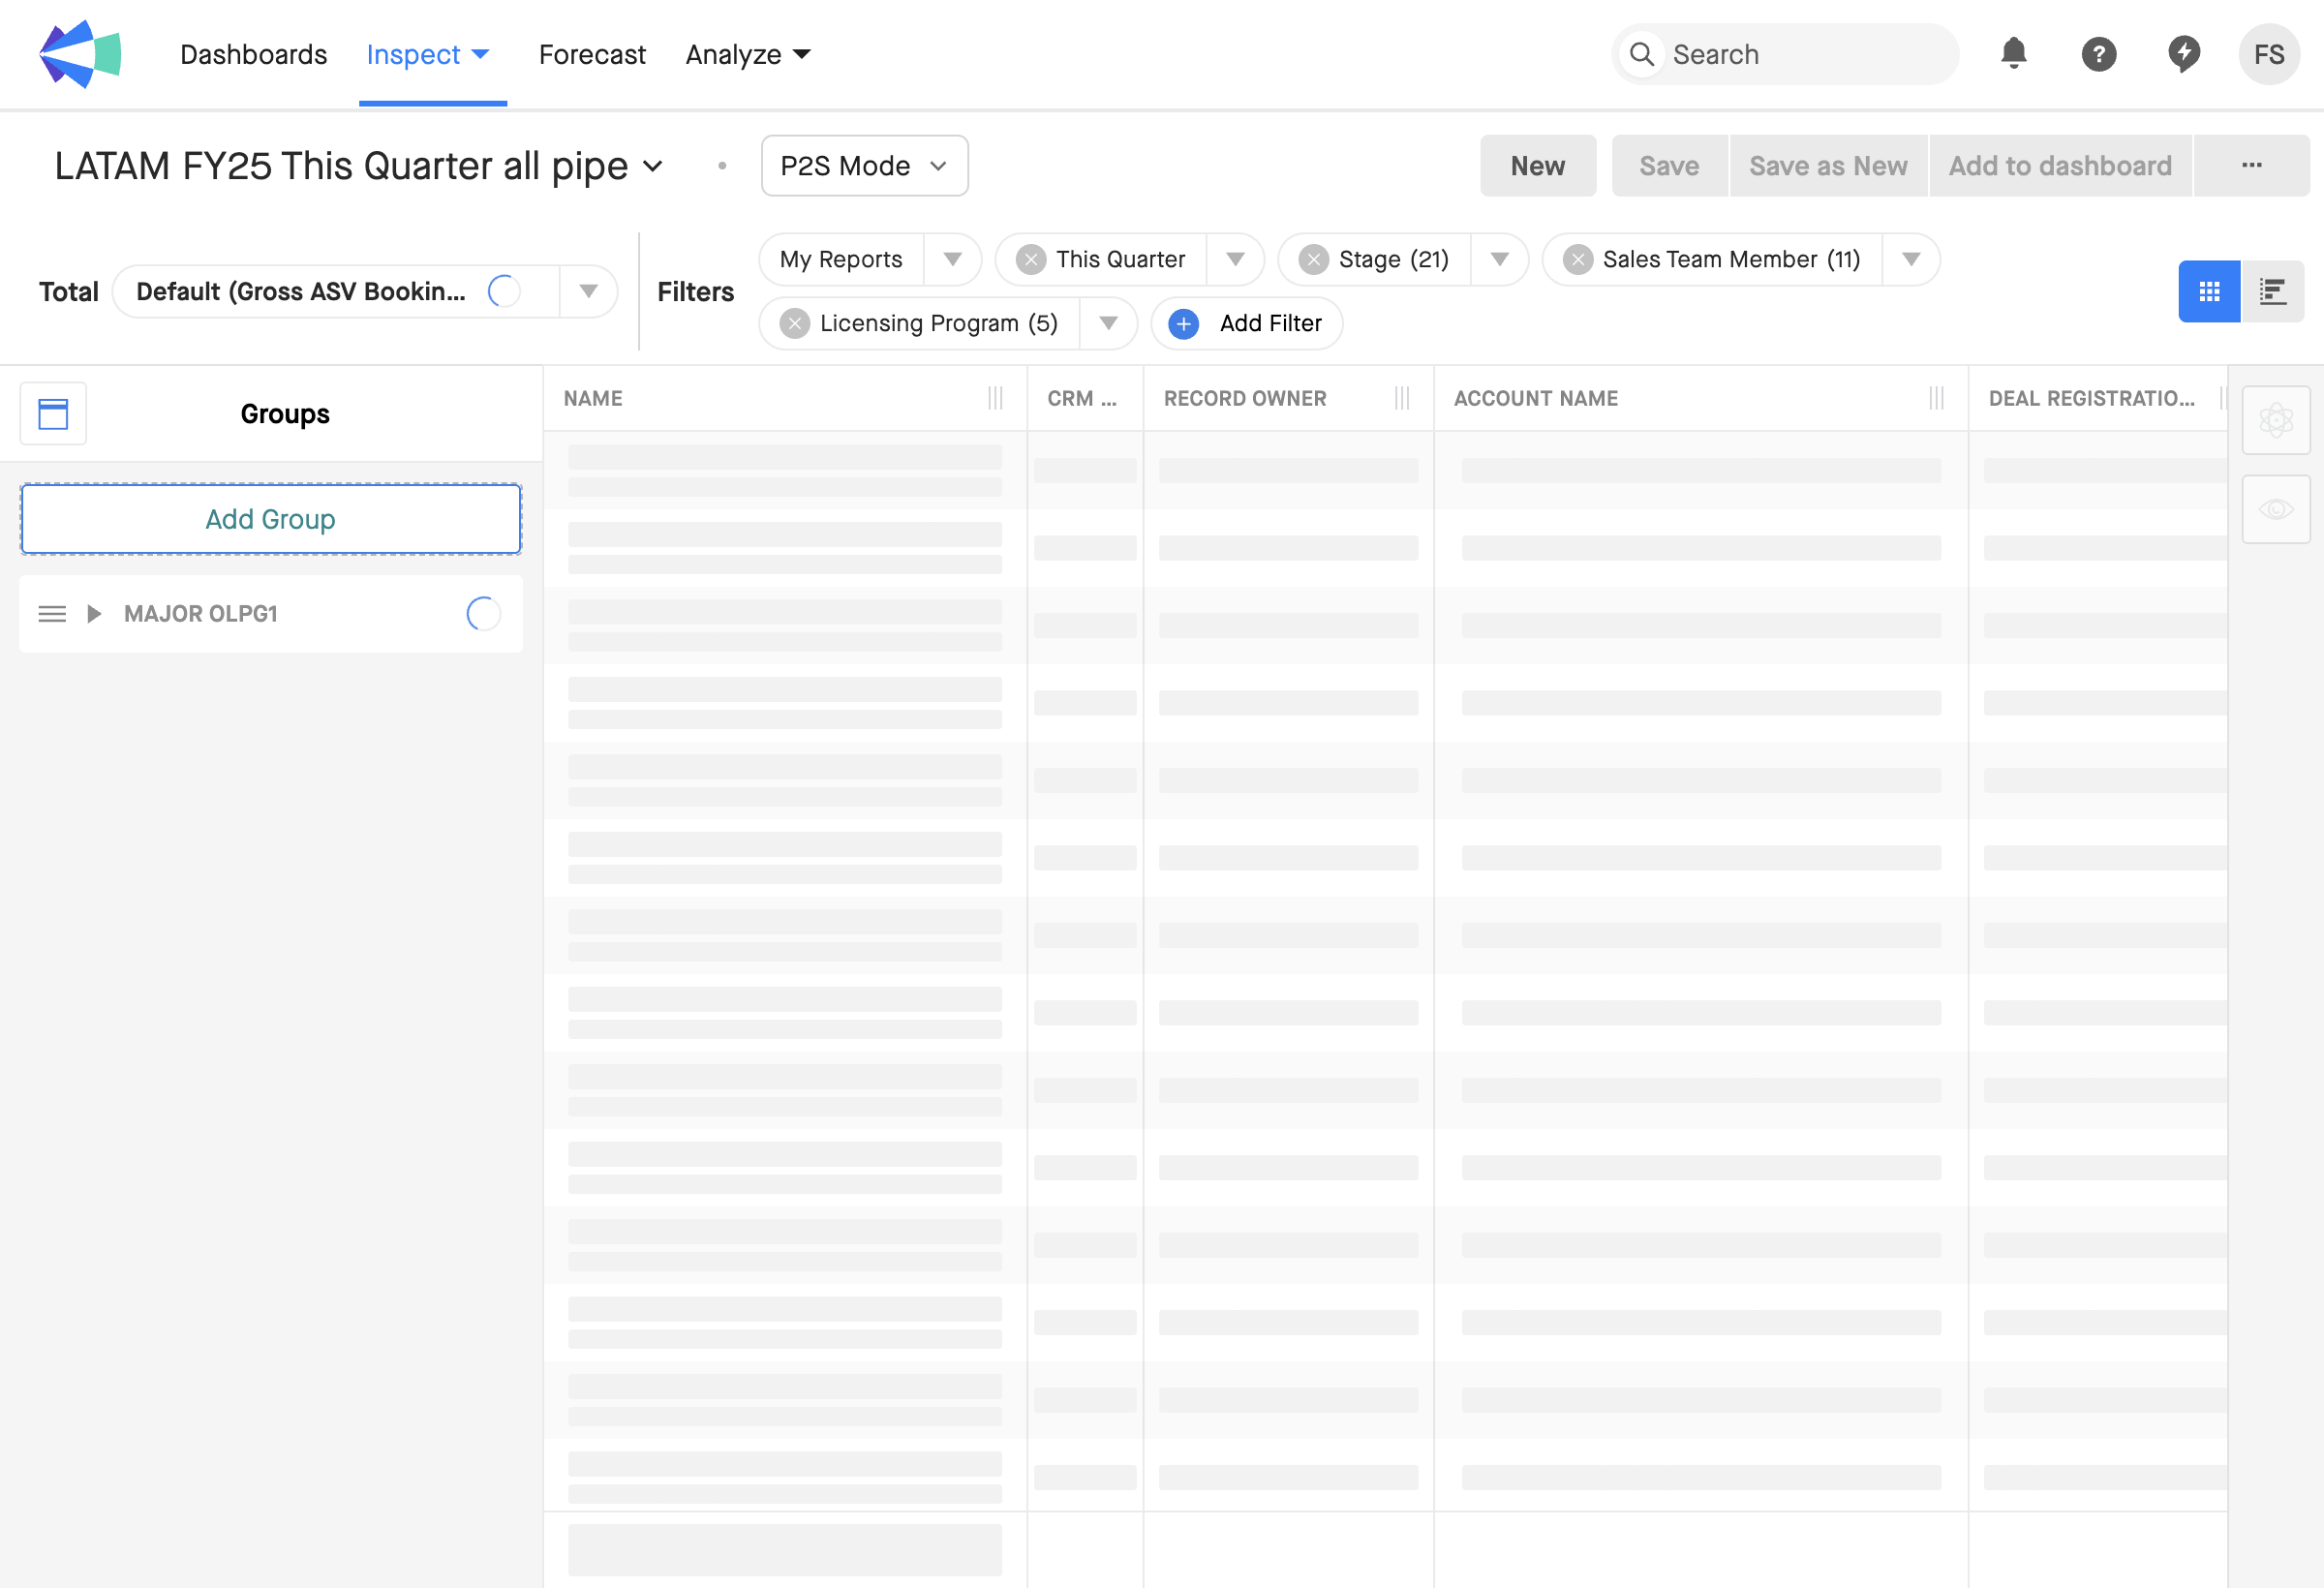 Dashboards Inspect Forecast Analyze Search ? FS
LATAM FY25 This Quarter all pipe • P2S Mode New Save Save as New Add to dashboard ...
My Reports This Quarter Stage (21) Sales Team Member (11)
Total Default (Gross ASV Bookin... Filters
Licensing Program (5) Add Filter
Groups NAME CRM ... RECORD OWNER ACCOUNT NAME DEAL REGISTRATIO...
Add Group
MAJOR OLPG1